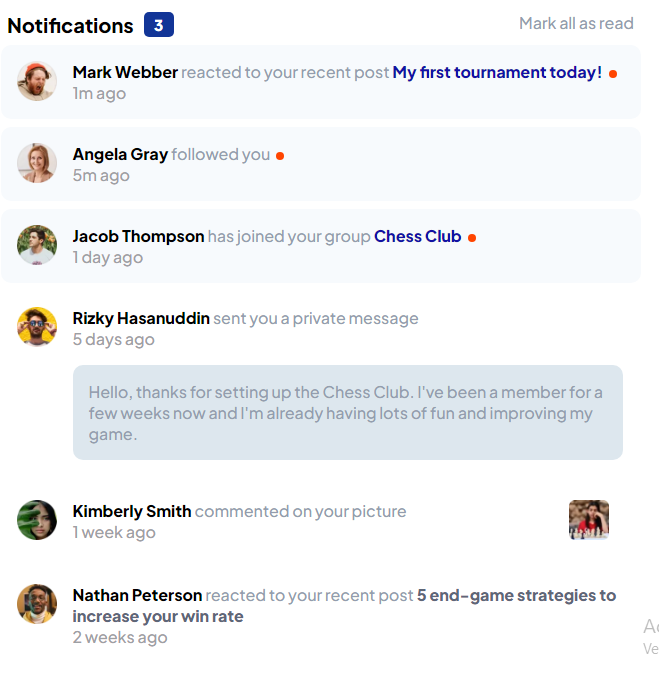 Notifications 3
Mark all as read
Mark Webber reacted to your recent post My first tournament today!
1m ago
Angela Gray followed you
5m ago
Jacob Thompson has joined your group Chess Club
1 day ago
Rizky Hasanuddin sent you a private message
5 days ago
Hello, thanks for setting up the Chess Club. I've been a member for a
few weeks now and I'm already having lots of fun and improving my
game.
Kimberly Smith commented on your picture
1 week ago
Nathan Peterson reacted to your recent post 5 end-game strategies to
increase your win rate
2 weeks ago